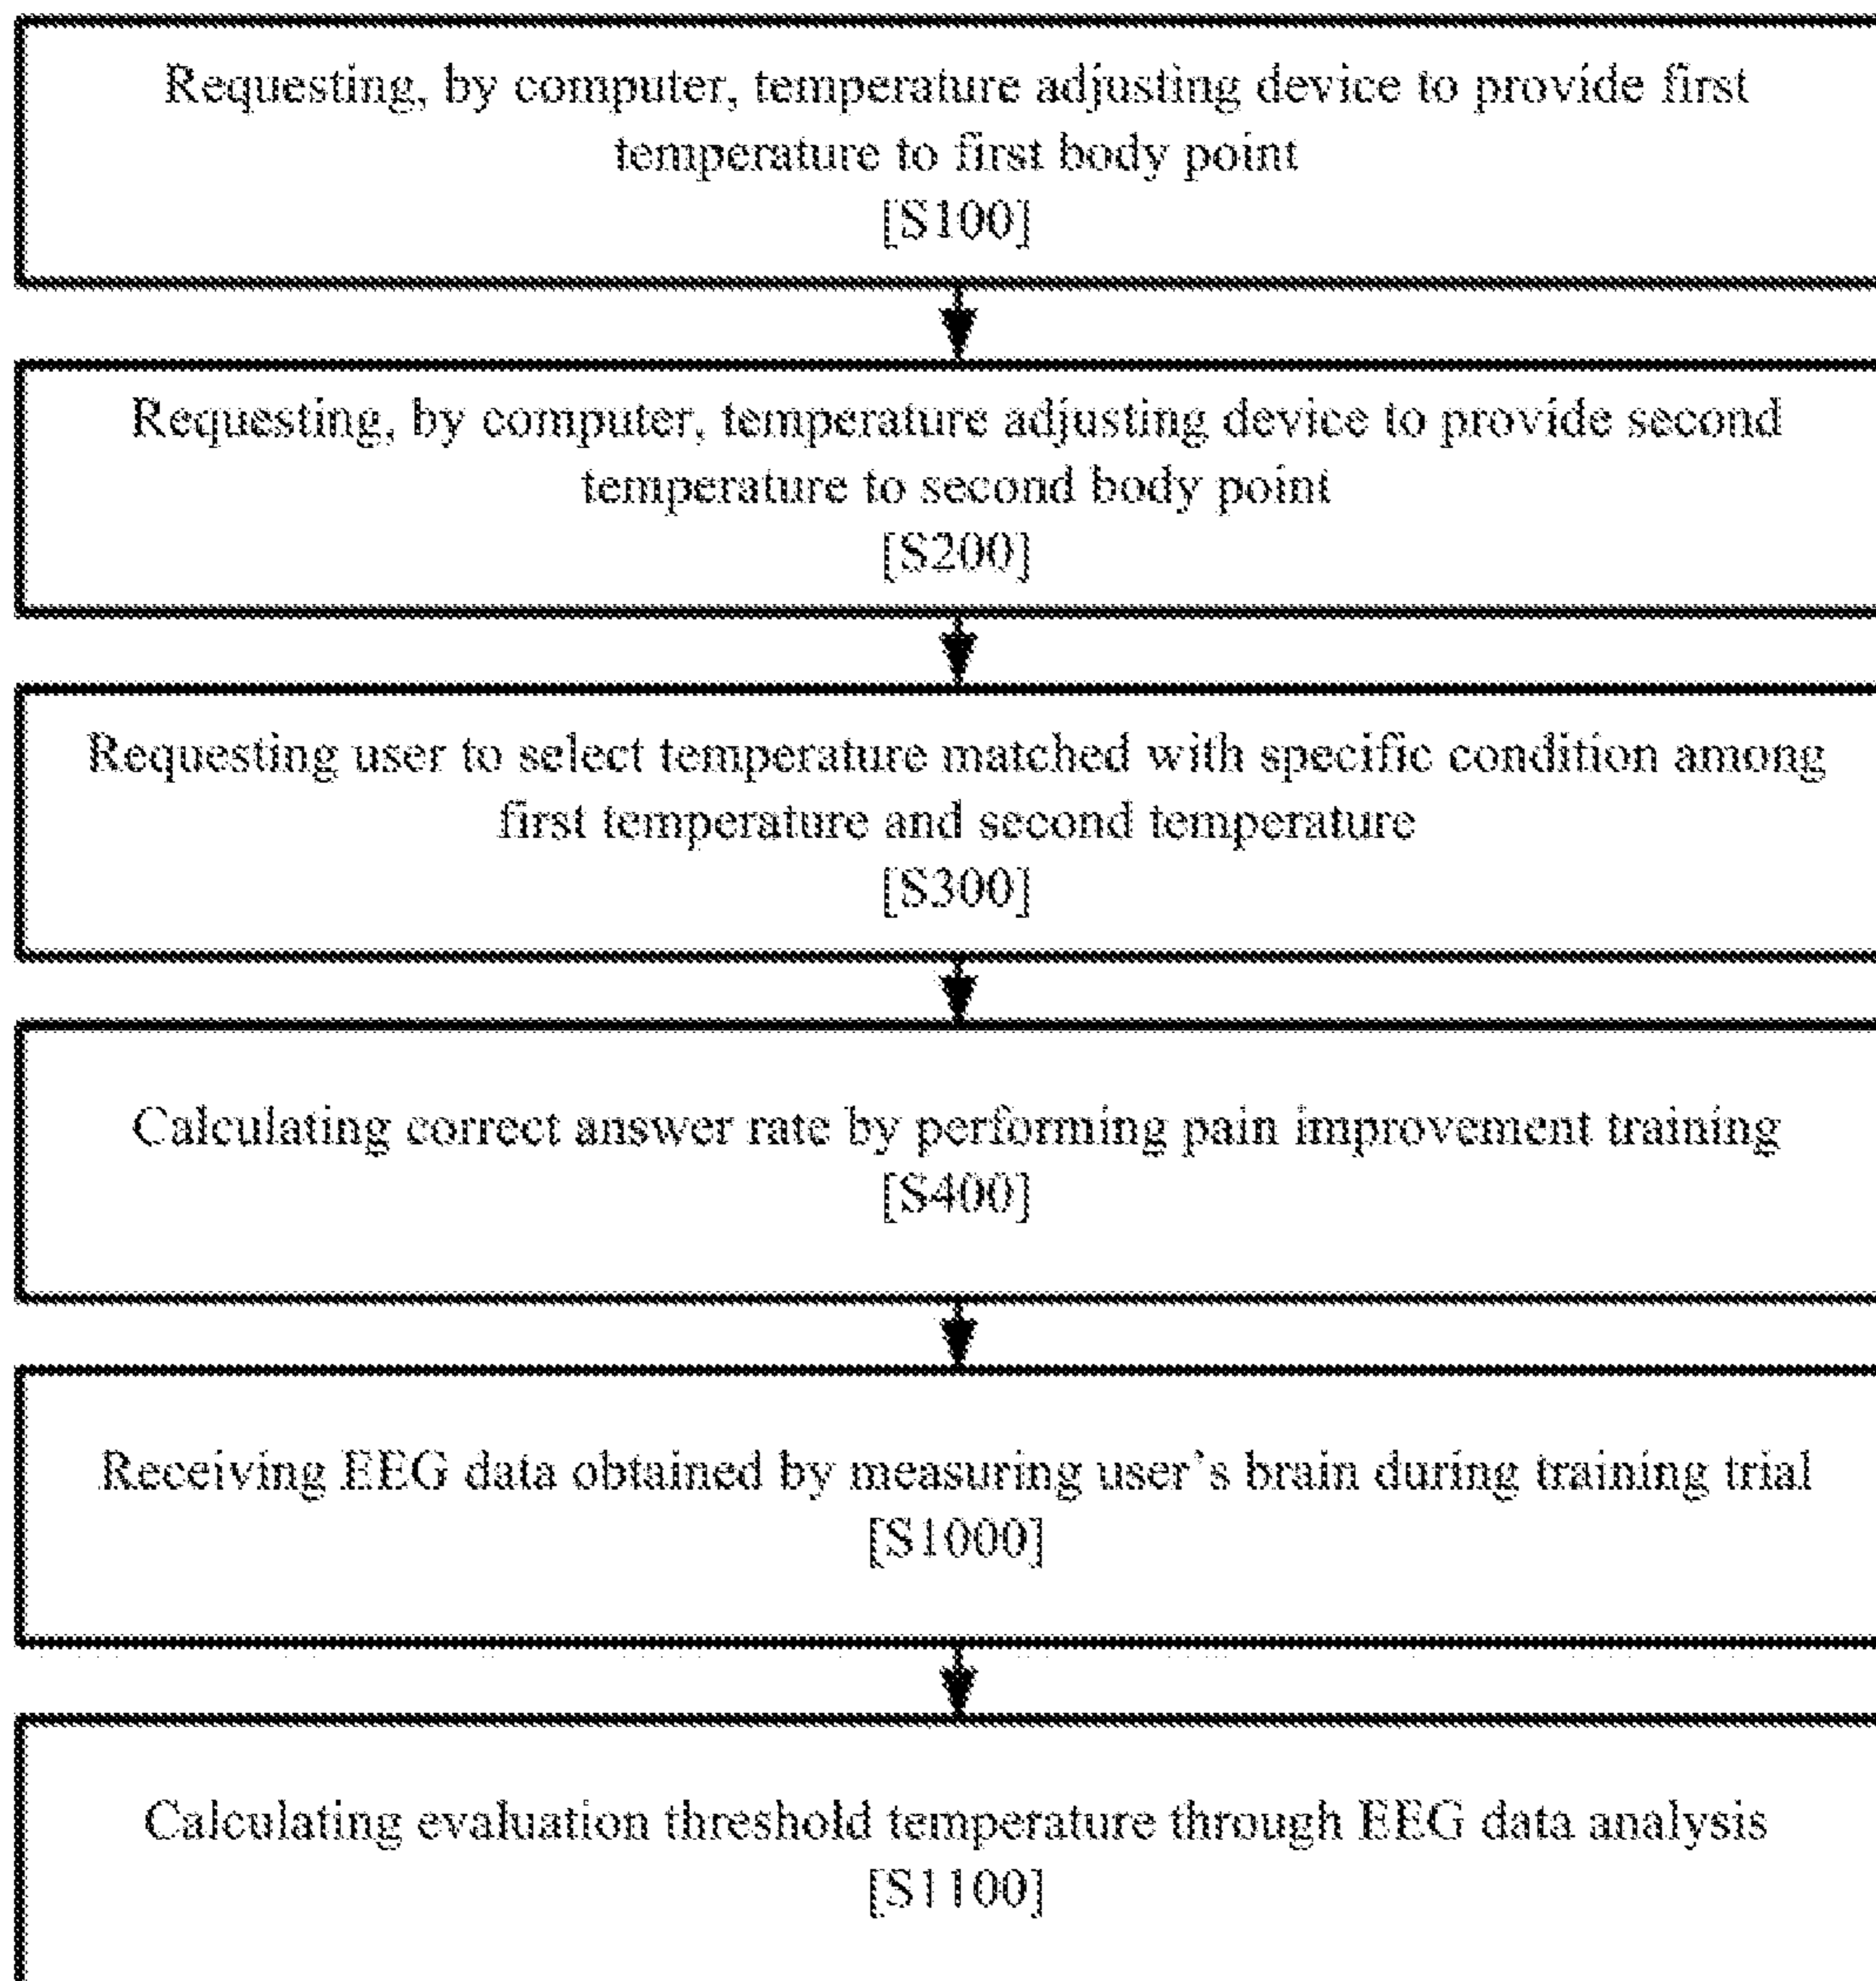 Requesting, by computer, temperature adjusting device to provide first
temperature to first body point
[S100]
Requesting, by computer, temperature adjusting device to provide second
temperature to second body point
[S200]
Requesting user to select temperature matched with specific condition among
first temperature and second temperature
[S300]
Calculating correct answer rate by performing pain improvement training
[S400]
Receiving EEG data obtained by measuring user's brain during training trial
[S1000]
Calculating evaluation threshold temperature through EEG data analysis
[S1100]